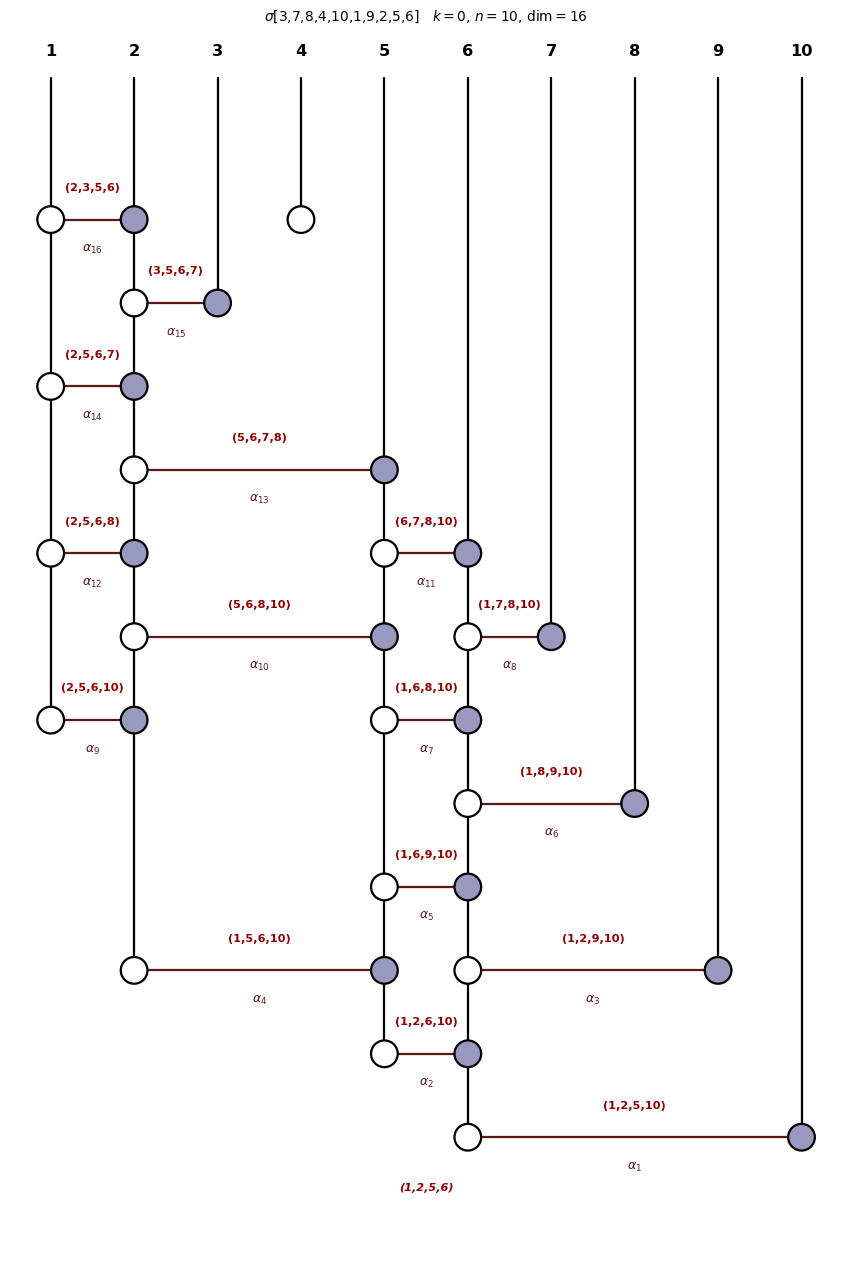 σ[3,7,8,4,10,1,9,2,5,6]   k=0, n=10, dim=16
1 2 3 4 5 6 7 8 9 10
(2,3,5,6)
α₁₆
(3,5,6,7)
α₁₅
(2,5,6,7)
α₁₄
(5,6,7,8)
α₁₃
(2,5,6,8) (6,7,8,10)
α₁₂ α₁₁
(5,6,8,10) (1,7,8,10)
α₁₀ α₈
(2,5,6,10) (1,6,8,10)
α₉ α₇
(1,8,9,10)
α₆
(1,6,9,10)
α₅
(1,5,6,10) (1,2,9,10)
α₄ α₃
(1,2,6,10)
α₂
(1,2,5,10)
α₁
(1,2,5,6)